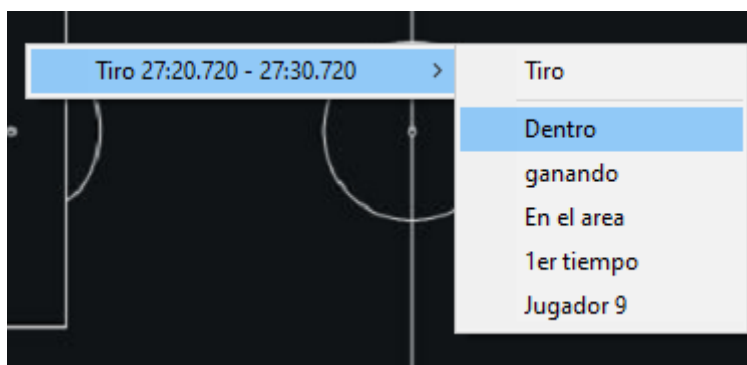 Tiro 27:20.720 - 27:30.720
Tiro
Dentro
ganando
En el area
1er tiempo
Jugador 9